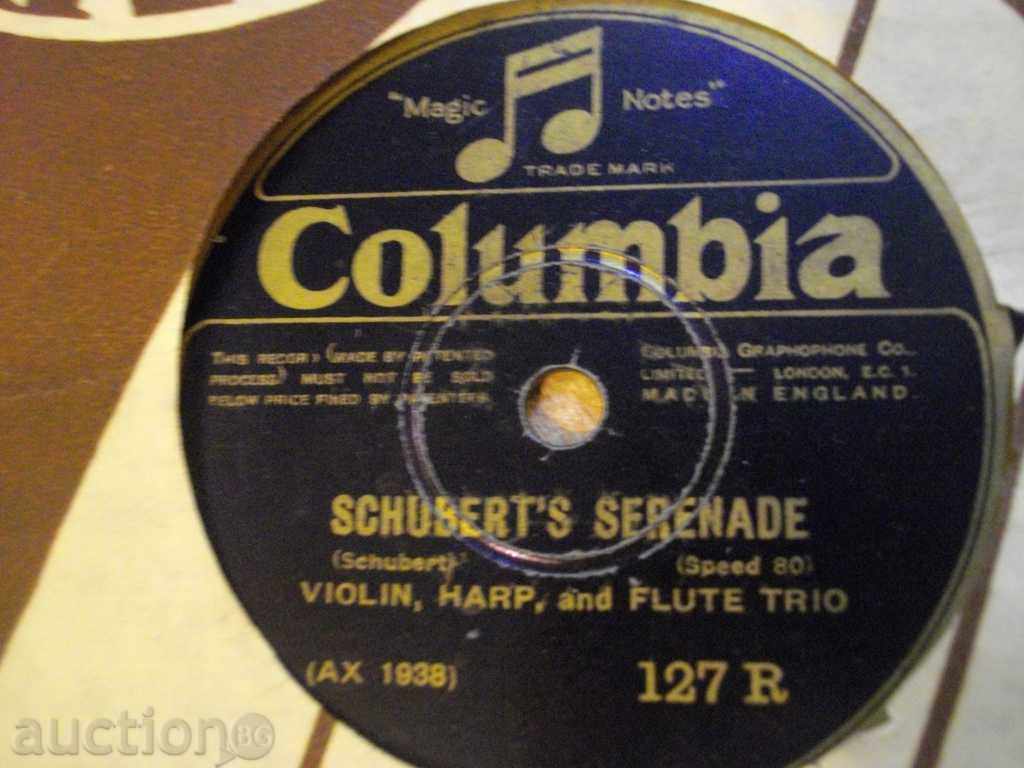 "Magic Notes"
TRADE MARK
Columbia
THIS RECORD (MADE BY PATENTED
PROCESS) MUST NOT BE SOLD
BELOW PRICE FIXED BY
COLUMBIA GRAPHOPHONE CO.,
LIMITED — LONDON, E.C. 1.
MADE IN ENGLAND.
SCHUBERT'S SERENADE
(Schubert) (Speed 80)
VIOLIN, HARP, and FLUTE TRIO
(AX 1938) 127 R
auction BG